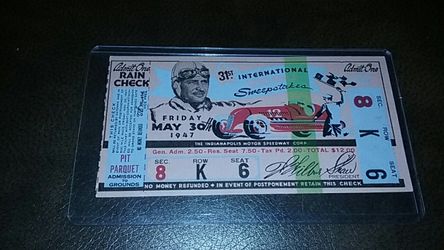 Admit One
RAIN
CHECK
PIT
PARQUET
ADMISSION to
GROUNDS
31ST INTERNATIONAL
Sweepstakes
FRIDAY
MAY 30
1947
THE INDIANAPOLIS MOTOR SPEEDWAY CORP.
Gen. Adm. 2.50 - Res. Seat 7.50 - Tax Pd. 2.00 TOTAL $12.00
SEC. ROW SEAT
8 K 6
Wilbur Shaw
PRESIDENT
NO MONEY REFUNDED • IN EVENT OF POSTPONEMENT RETAIN THIS CHECK
Admit One
8 SEC.
K ROW
6 SEAT